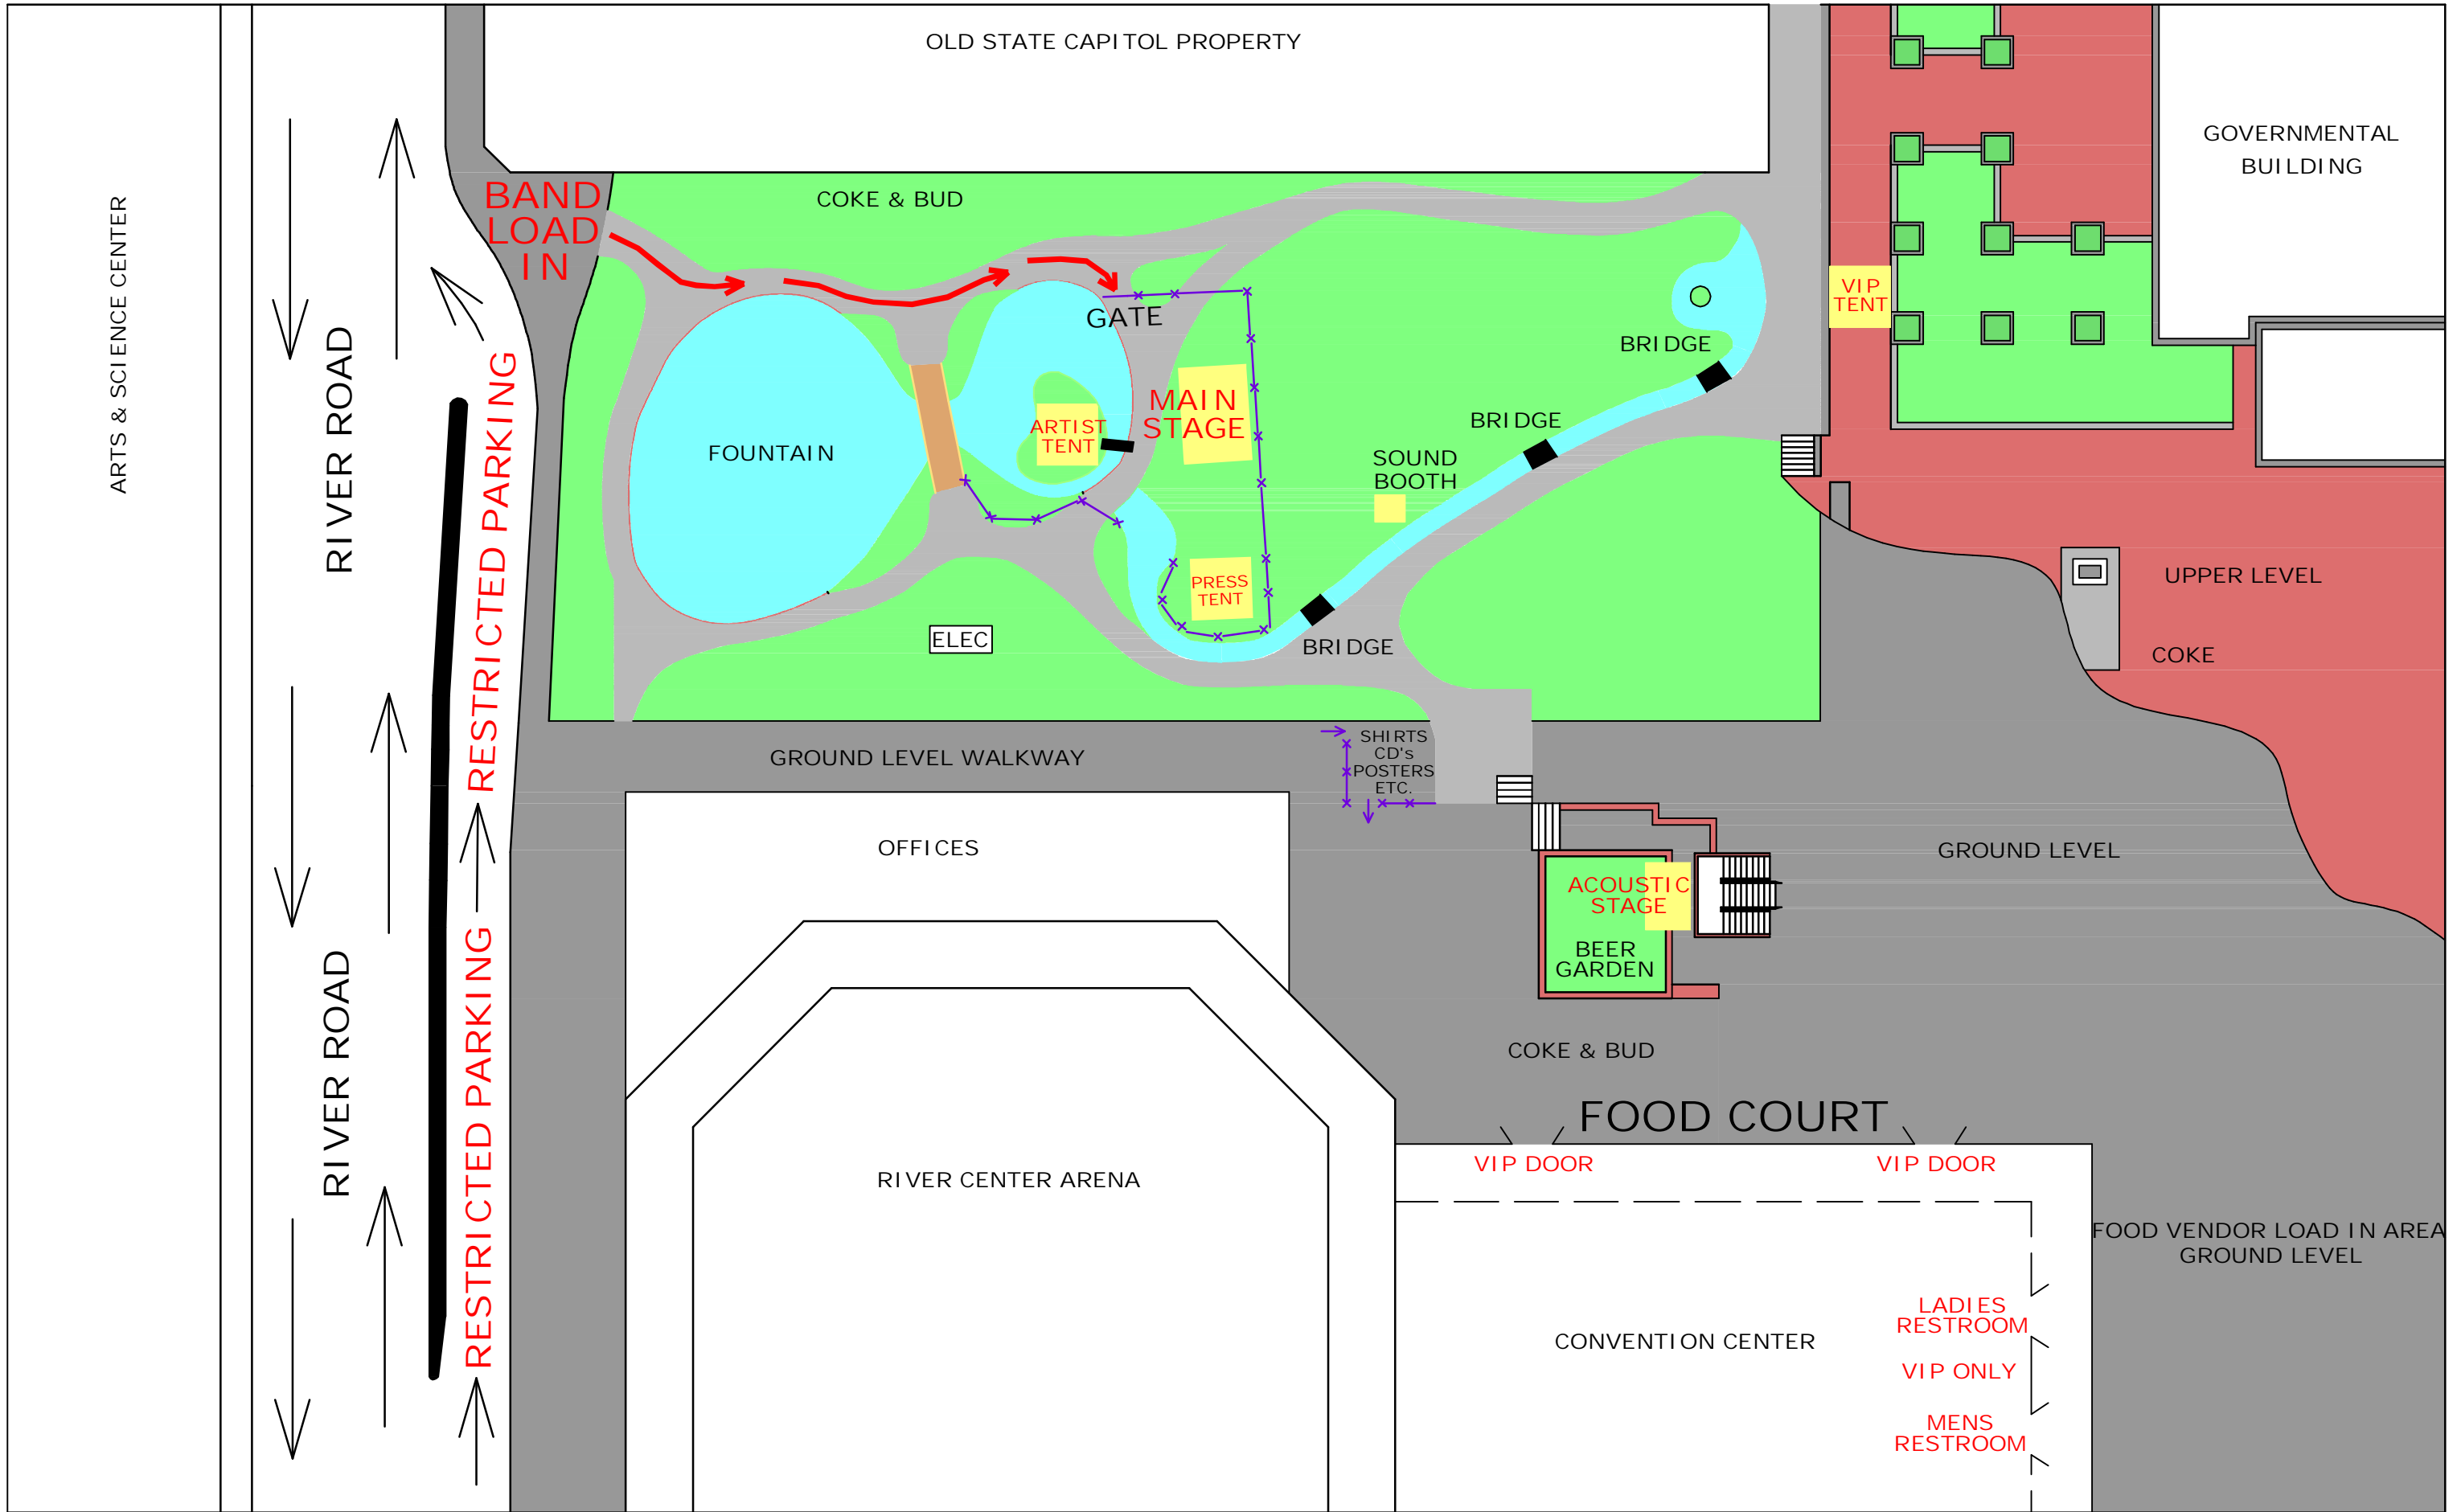 OLD STATE CAPITOL PROPERTY
GOVERNMENTAL
BUILDING
COKE & BUD
BAND
LOAD
IN
ARTS & SCIENCE CENTER
RIVER ROAD
RESTRICTED PARKING
GATE
VIP
TENT
BRIDGE
MAIN
STAGE
ARTIST
TENT
BRIDGE
FOUNTAIN
SOUND
BOOTH
PRESS
TENT
UPPER LEVEL
ELEC
BRIDGE
COKE
SHIRTS
CD's
POSTERS
ETC.
GROUND LEVEL WALKWAY
OFFICES
GROUND LEVEL
ACOUSTIC
STAGE
BEER
GARDEN
RIVER ROAD
RESTRICTED PARKING
COKE & BUD
FOOD COURT
VIP DOOR
VIP DOOR
RIVER CENTER ARENA
FOOD VENDOR LOAD IN AREA
GROUND LEVEL
LADIES
RESTROOM
CONVENTION CENTER
VIP ONLY
MENS
RESTROOM